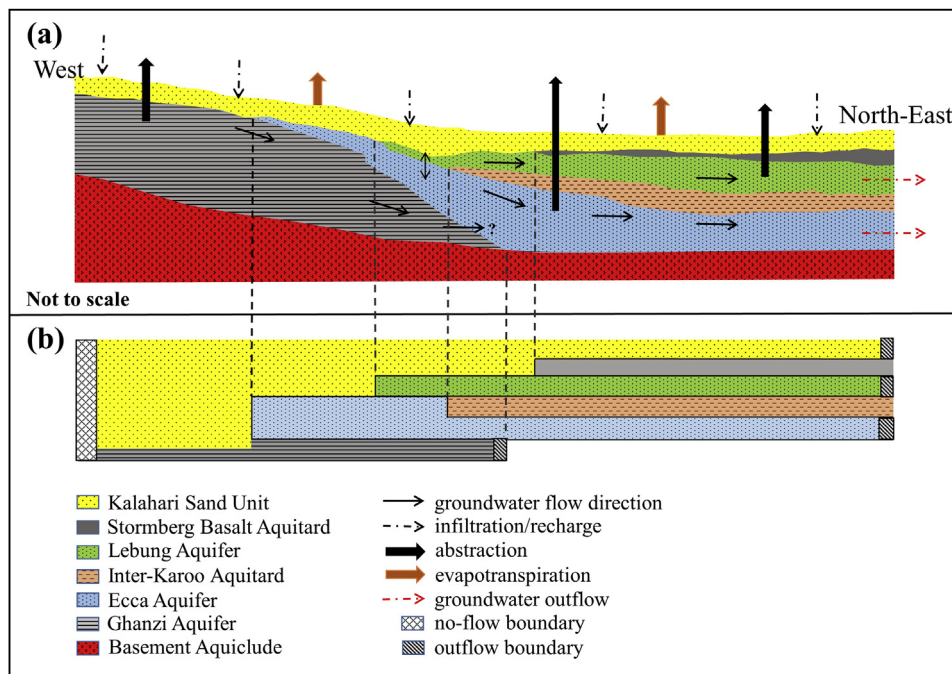 (a)
West
North-East
?
Not to scale
(b)
Kalahari Sand Unit
Stormberg Basalt Aquitard
Lebung Aquifer
Inter-Karoo Aquitard
Ecca Aquifer
Ghanzi Aquifer
Basement Aquiclude
groundwater flow direction
infiltration/recharge
abstraction
evapotranspiration
groundwater outflow
no-flow boundary
outflow boundary